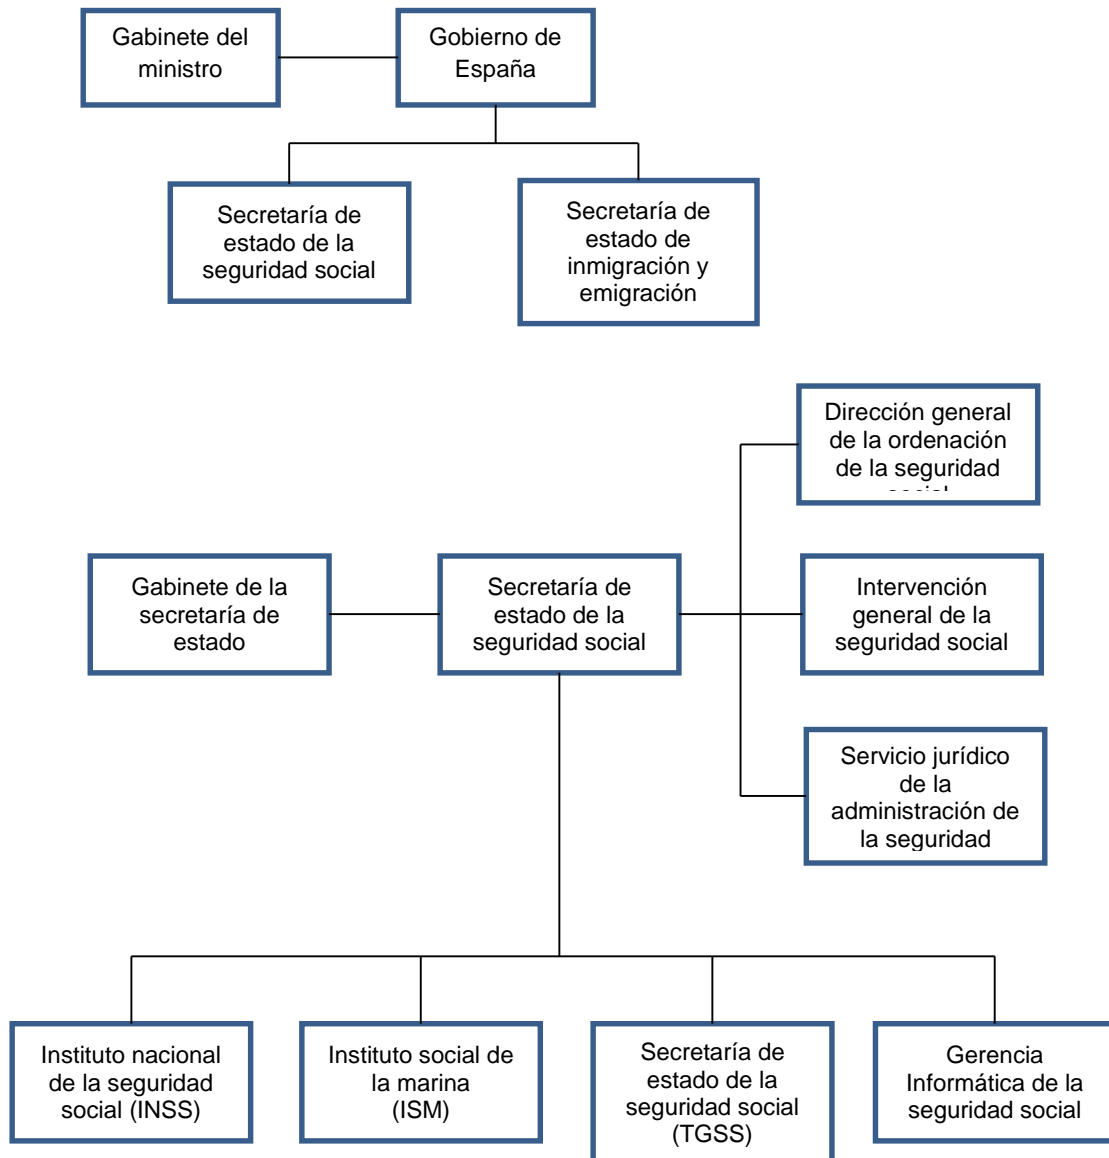 Gabinete del
ministro
Gobierno de
España
Secretaría de
estado de la
seguridad social
Secretaría de
estado de
inmigración y
emigración
Dirección general
de la ordenación
de la seguridad
social
Gabinete de la
secretaría de
estado
Secretaría de
estado de la
seguridad social
Intervención
general de la
seguridad social
Servicio jurídico
de la
administración de
la seguridad
Instituto nacional
de la seguridad
social (INSS)
Instituto social de
la marina
(ISM)
Secretaría de
estado de la
seguridad social
(TGSS)
Gerencia
Informática de la
seguridad social